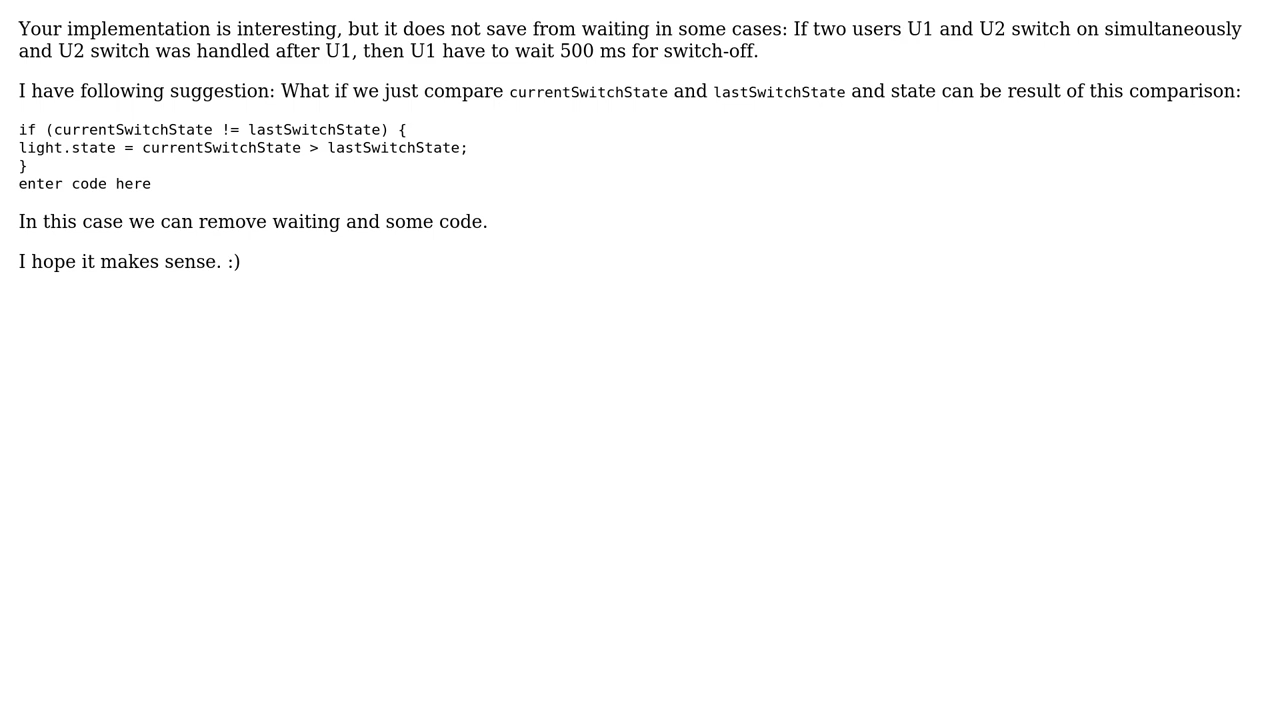 Your implementation is interesting, but it does not save from waiting in some cases: If two users U1 and U2 switch on simultaneously
and U2 switch was handled after U1, then U1 have to wait 500 ms for switch-off.
I have following suggestion: What if we just compare currentSwitchState and lastSwitchState and state can be result of this comparison:
if (currentSwitchState != lastSwitchState) {
light.state = currentSwitchState > lastSwitchState;
}
enter code here
In this case we can remove waiting and some code.
I hope it makes sense. :)